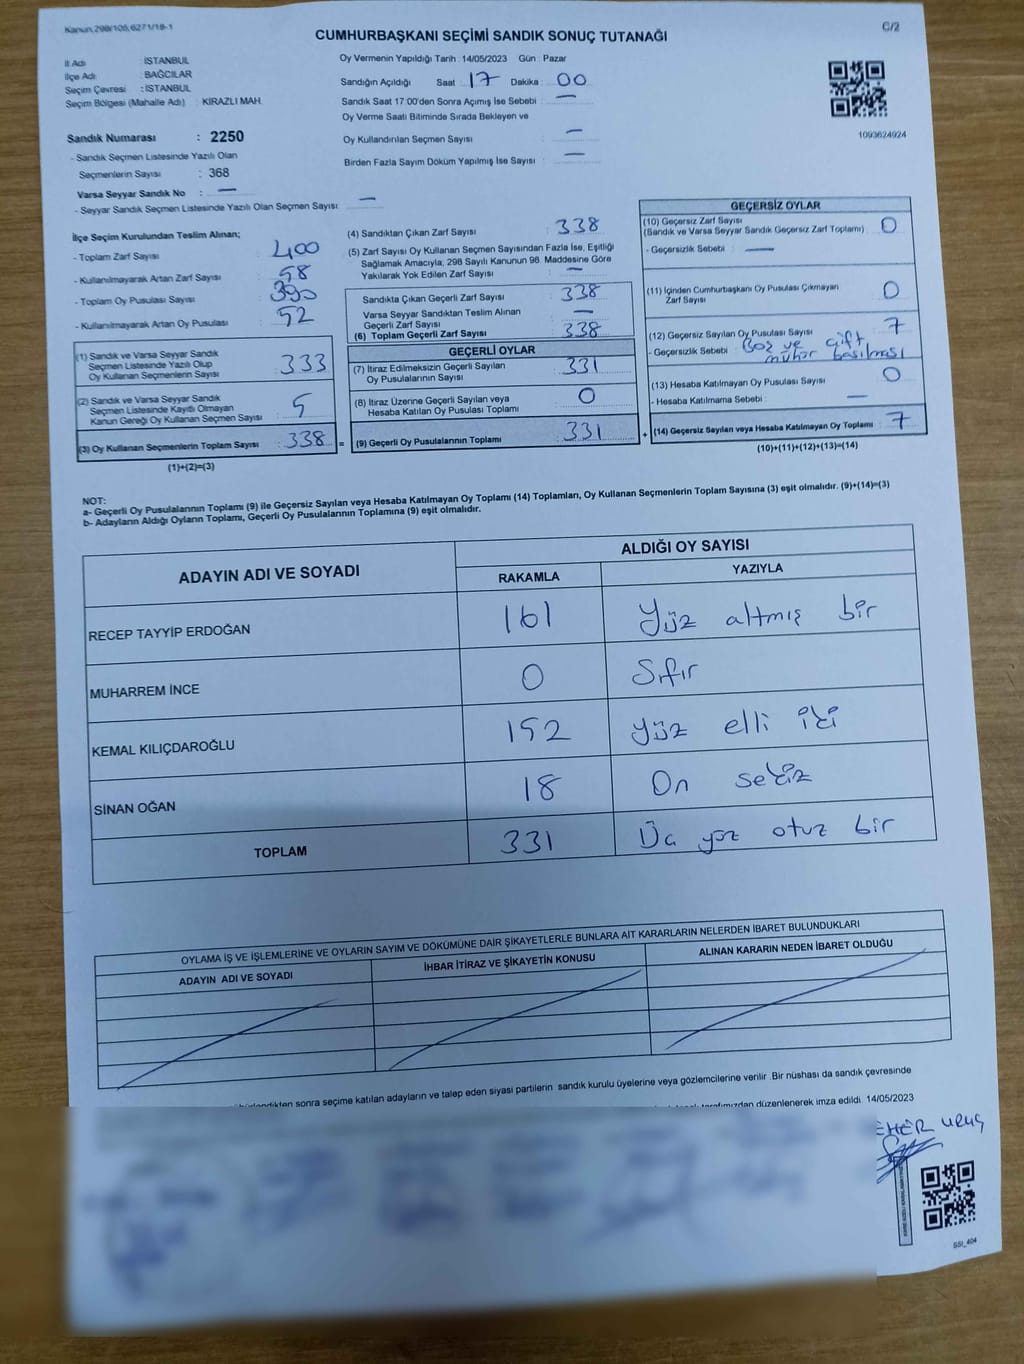 Kanun:298/105;6271/18-1
C/2
CUMHURBAŞKANI SEÇİMİ SANDIK SONUÇ TUTANAĞI
İl Adı : İSTANBUL
İlçe Adı : BAĞCILAR
Seçim Çevresi : İSTANBUL
Seçim Bölgesi (Mahalle Adı) : KİRAZLI MAH.
Sandık Numarası : 2250
- Sandık Seçmen Listesinde Yazılı Olan
Seçmenlerin Sayısı : 368
Varsa Seyyar Sandık No : —
- Seyyar Sandık Seçmen Listesinde Yazılı Olan Seçmen Sayısı : —
Oy Vermenin Yapıldığı Tarih : 14/05/2023 Gün : Pazar
Sandığın Açıldığı Saat 17 Dakika : 00
Sandık Saat 17.00'den Sonra Açımış İse Sebebi : —
Oy Verme Saati Bitiminde Sırada Bekleyen ve
Oy Kullandırılan Seçmen Sayısı : —
Birden Fazla Sayım Döküm Yapılmış İse Sayısı : —
1093624924
İlçe Seçim Kurulundan Teslim Alınan;
- Toplam Zarf Sayısı : 400
- Kullanılmayarak Artan Zarf Sayısı : 58
- Toplam Oy Pusulası Sayısı : 390
- Kullanılmayarak Artan Oy Pusulası : 52
(1) Sandık ve Varsa Seyyar Sandık
Seçmen Listesinde Yazılı Olup
Oy Kullanan Seçmenlerin Sayısı : 333
(2) Sandık ve Varsa Seyyar Sandık
Seçmen Listesinde Kayıtlı Olmayan
Kanun Gereği Oy Kullanan Seçmen Sayısı : 5
(3) Oy Kullanan Seçmenlerin Toplam Sayısı : 338 =
(1)+(2)=(3)
(4) Sandıktan Çıkan Zarf Sayısı : 338
(5) Zarf Sayısı Oy Kullanan Seçmen Sayısından Fazla İse, Eşitliği
Sağlamak Amacıyla, 298 Sayılı Kanunun 98. Maddesine Göre
Yakılarak Yok Edilen Zarf Sayısı : —
Sandıkta Çıkan Geçerli Zarf Sayısı : 338
Varsa Seyyar Sandıktan Teslim Alınan
Geçerli Zarf Sayısı : —
(6) Toplam Geçerli Zarf Sayısı : 338
GEÇERLİ OYLAR
(7) İtiraz Edilmeksizin Geçerli Sayılan
Oy Pusulalarının Sayısı : 331
(8) İtiraz Üzerine Geçerli Sayılan veya
Hesaba Katılan Oy Pusulası Toplamı : 0
(9) Geçerli Oy Pusulalarının Toplamı : 331 +
GEÇERSİZ OYLAR
(10) Geçersiz Zarf Sayısı
(Sandık ve Varsa Seyyar Sandık Geçersiz Zarf Toplamı) : 0
- Geçersizlik Sebebi : —
(11) İçinden Cumhurbaşkanı Oy Pusulası Çıkmayan
Zarf Sayısı : 0
(12) Geçersiz Sayılan Oy Pusulası Sayısı : 7
- Geçersizlik Sebebi : Boş ve çift
mühür basılması
(13) Hesaba Katılmayan Oy Pusulası Sayısı : 0
- Hesaba Katılmama Sebebi : —
(14) Geçersiz Sayılan veya Hesaba Katılmayan Oy Toplamı : 7
(10)+(11)+(12)+(13)=(14)
NOT:
a- Geçerli Oy Pusulalarının Toplamı (9) ile Geçersiz Sayılan veya Hesaba Katılmayan Oy Toplamı (14) Toplamları, Oy Kullanan Seçmenlerin Toplam Sayısına (3) eşit olmalıdır. (9)+(14)=(3)
b- Adayların Aldığı Oyların Toplamı, Geçerli Oy Pusulalarının Toplamına (9) eşit olmalıdır.
ADAYIN ADI VE SOYADI
ALDIĞI OY SAYISI
RAKAMLA YAZIYLA
RECEP TAYYİP ERDOĞAN 161 Yüz altmış bir
MUHARREM İNCE 0 Sıfır
KEMAL KILIÇDAROĞLU 152 Yüz elli iki
SİNAN OĞAN 18 On sekiz
TOPLAM 331 Üç yüz otuz bir
OYLAMA İŞ VE İŞLEMLERİNE VE OYLARIN SAYIM VE DÖKÜMÜNE DAİR ŞİKAYETLERLE BUNLARA AİT KARARLARIN NELERDEN İBARET BULUNDUKLARI
ADAYIN ADI VE SOYADI İHBAR İTİRAZ VE ŞİKAYETİN KONUSU ALINAN KARARIN NEDEN İBARET OLDUĞU
sonra seçime katılan adayların ve talep eden siyasi partilerin sandık kurulu üyelerine veya gözlemcilerine verilir .Bir nüshası da sandık çevresinde
düzenlenerek imza edildi. 14/05/2023
SSİ_404